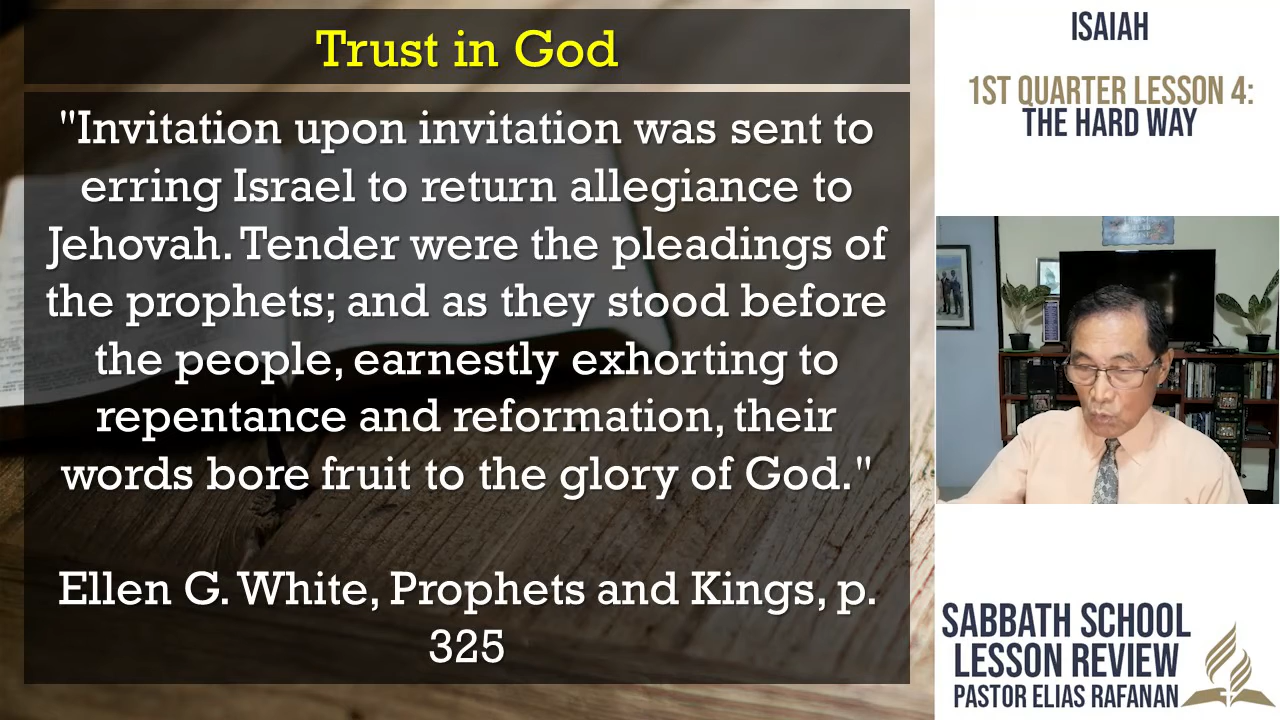 Trust in God
"Invitation upon invitation was sent to
erring Israel to return allegiance to
Jehovah. Tender were the pleadings of
the prophets; and as they stood before
the people, earnestly exhorting to
repentance and reformation, their
words bore fruit to the glory of God."
Ellen G. White, Prophets and Kings, p.
325
ISAIAH
1ST QUARTER LESSON 4:
THE HARD WAY
SABBATH SCHOOL
LESSON REVIEW
PASTOR ELIAS RAFANAN